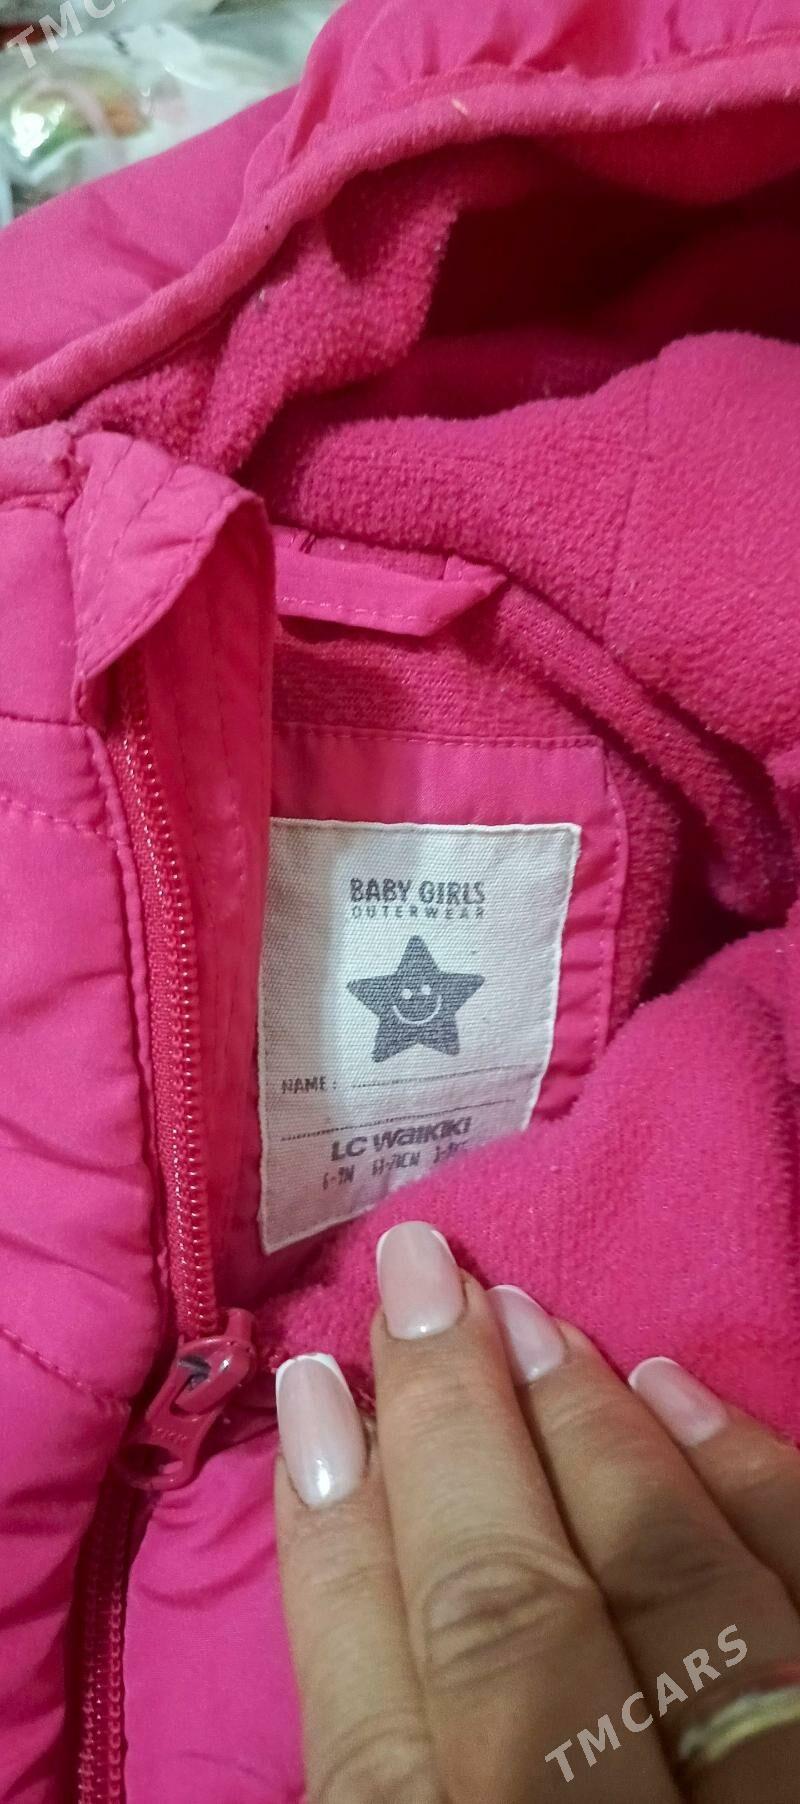 TMCARS
BABY GIRLS
OUTERWEAR
NAME :
LC WAIKIKI
TMCARS